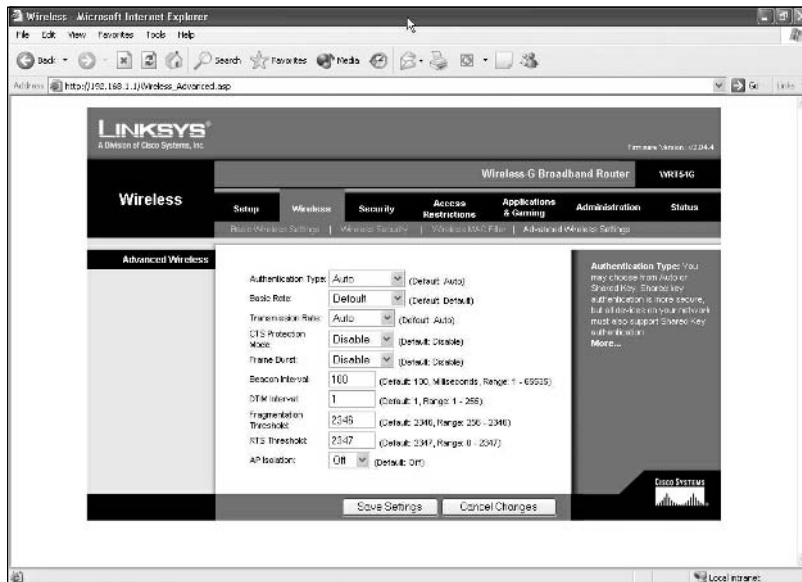 Wireless - Microsoft Internet Explorer
File Edit View Favorites Tools Help
Back Search Favorites Media
Address http://192.168.1.1/Wireless_Advanced.asp Go Links
LINKSYS®
A Division of Cisco Systems, Inc.
Firmware Version: v2.04.4
Wireless-G Broadband Router WRT54G
Wireless
Setup Wireless Security Access Restrictions Applications & Gaming Administration Status
Basic Wireless Settings | Wireless Security | Wireless MAC Filter | Advanced Wireless Settings
Advanced Wireless
Authentication Type: Auto (Default: Auto)
Basic Rate: Default (Default: Default)
Transmission Rate: Auto (Default: Auto)
CTS Protection Mode: Disable (Default: Disable)
Frame Burst: Disable (Default: Disable)
Beacon Interval: 100 (Default: 100, Milliseconds, Range: 1 - 65535)
DTIM Interval: 1 (Default: 1, Range: 1 - 255)
Fragmentation Threshold: 2346 (Default: 2346, Range: 256 - 2346)
RTS Threshold: 2347 (Default: 2347, Range: 0 - 2347)
AP Isolation: Off (Default: Off)
Authentication Type: You
may choose from Auto or
Shared Key. Shared key
authentication is more secure,
but all devices on your network
must also support Shared Key
authentication.
More...
Save Settings Cancel Changes
CISCO SYSTEMS
Local intranet